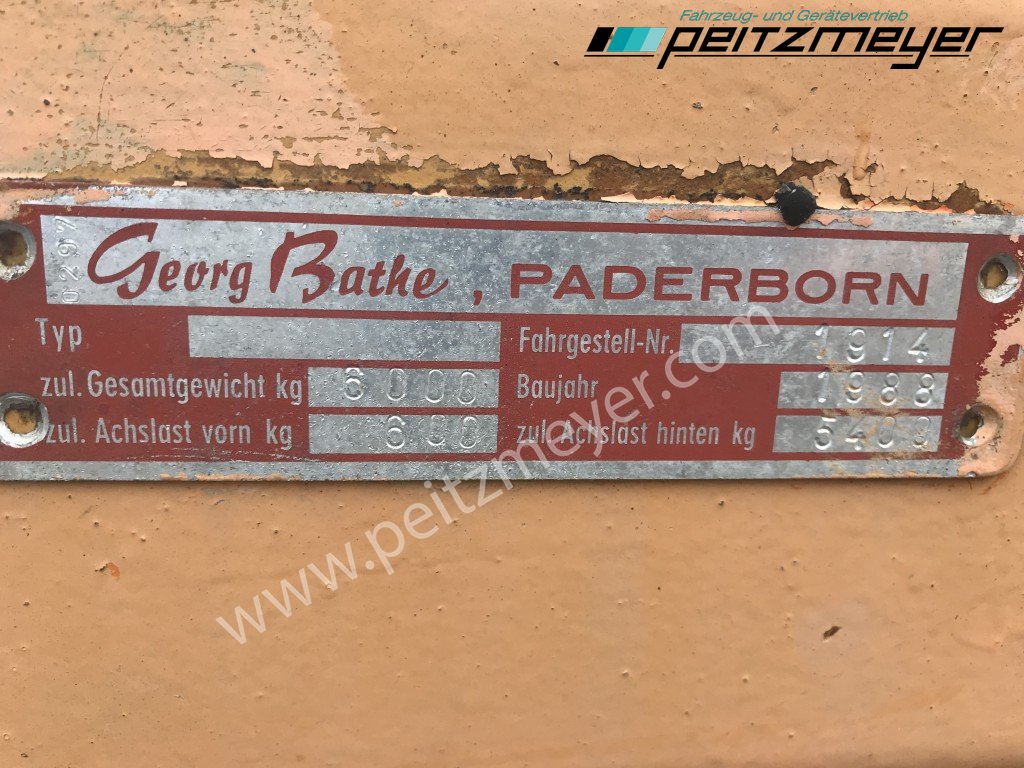 Fahrzeug- und Gerätevertrieb
peitzmeyer
0297
Georg Bathe, PADERBORN
Typ
Fahrgestell-Nr. 1914
zul. Gesamtgewicht kg 6000
Baujahr 1988
zul. Achslast vorn kg 600
zul. Achslast hinten kg 5400
www.peitzmeyer.com